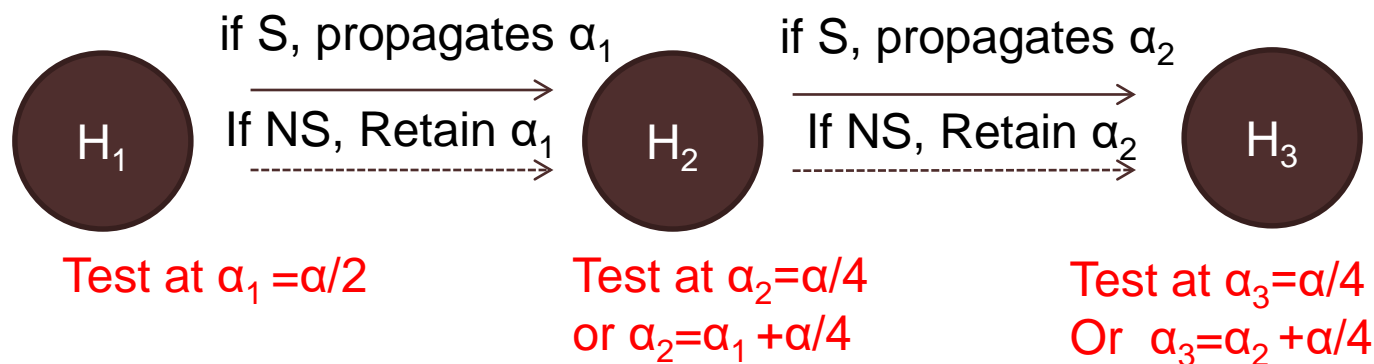 if S, propagates α₁
if S, propagates α₂
H₁
If NS, Retain α₁
H₂
If NS, Retain α₂
H₃
Test at α₁ =α/2
Test at α₂=α/4
or α₂=α₁ +α/4
Test at α₃=α/4
Or α₃=α₂ +α/4